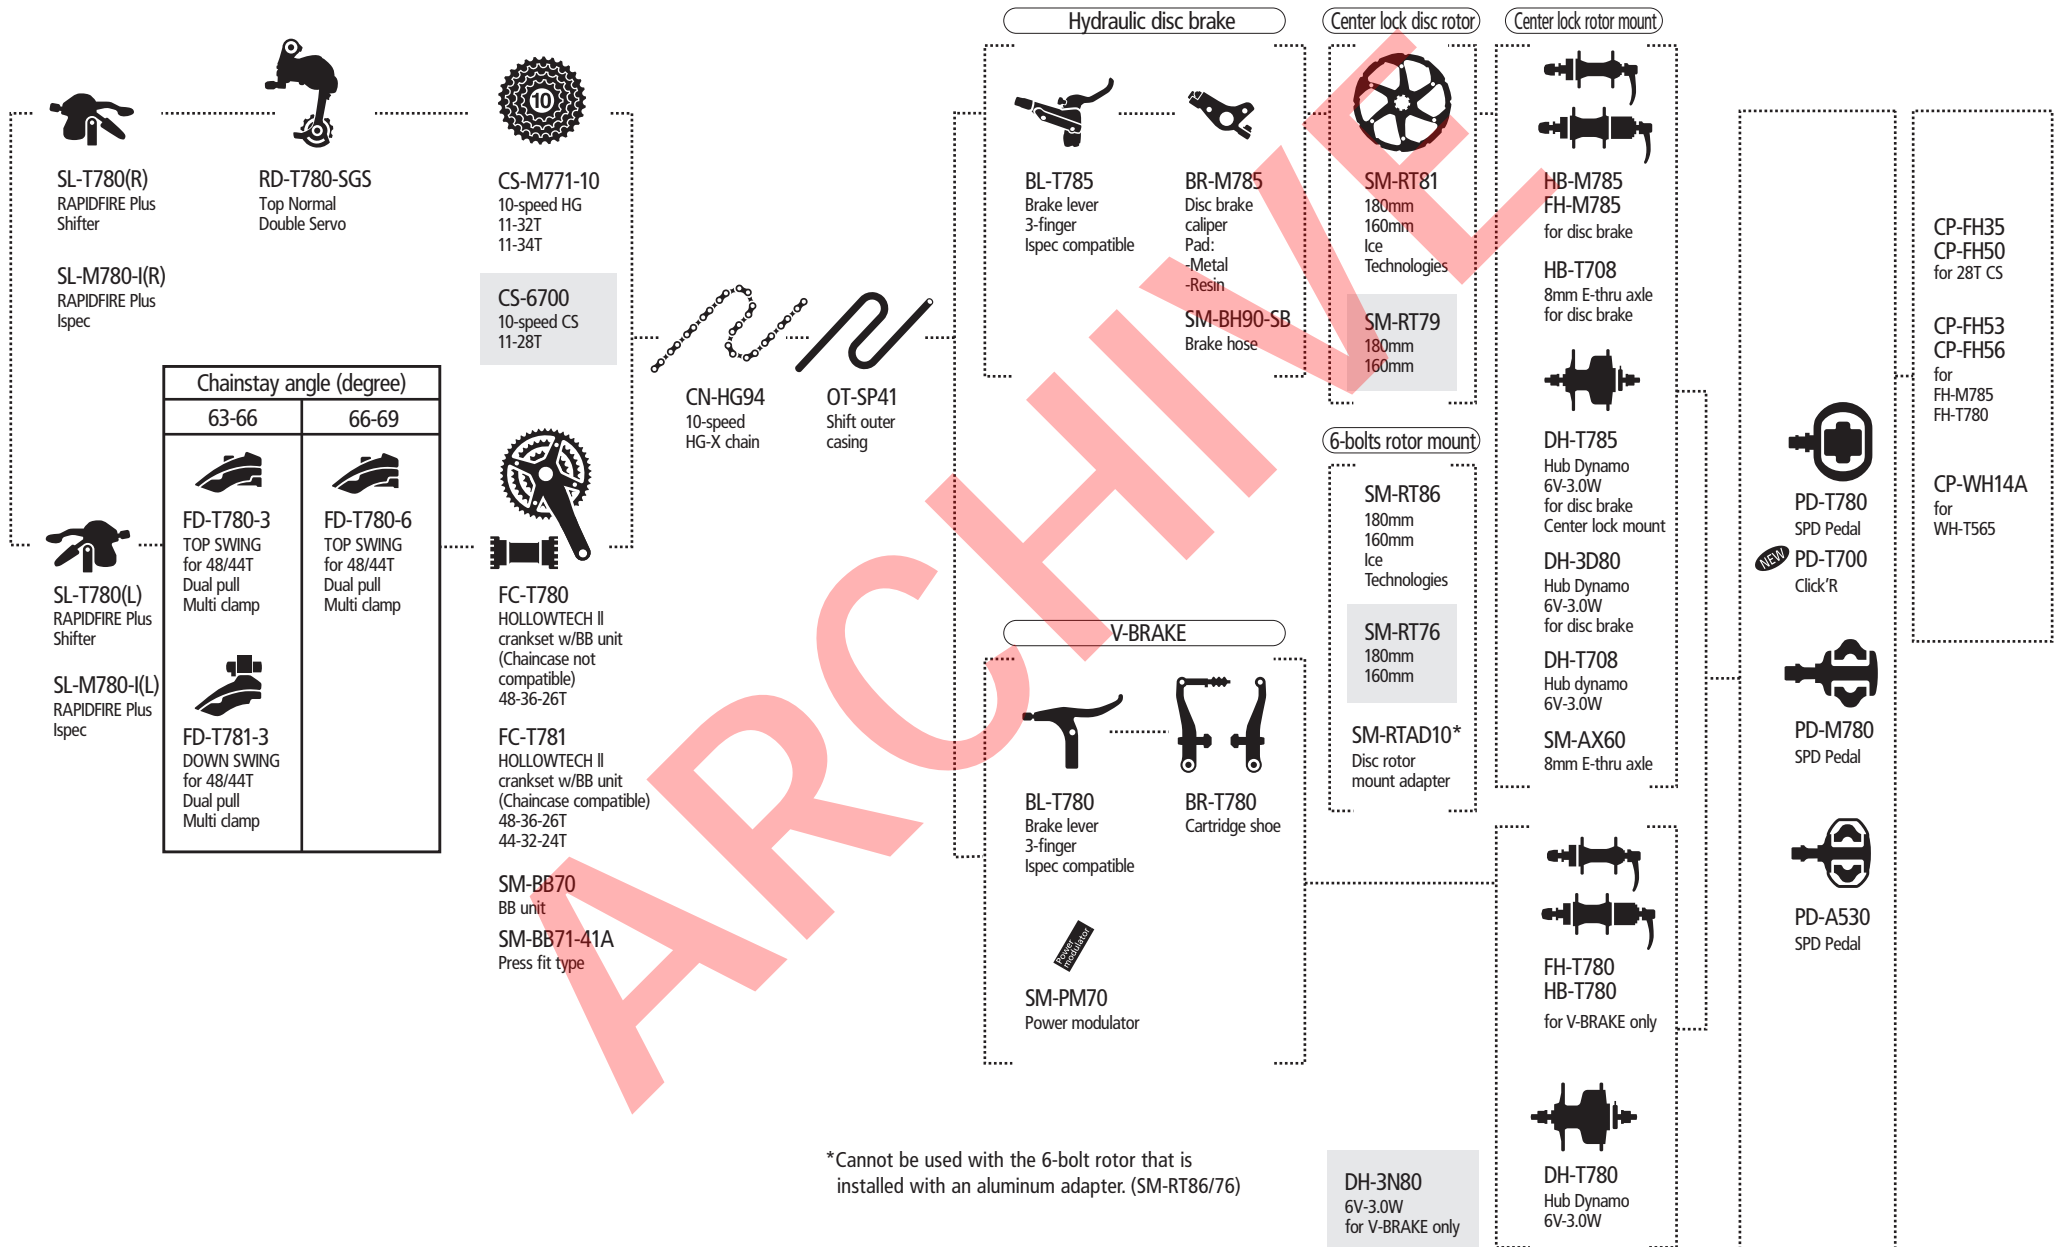 Hydraulic disc brake
Center lock disc rotor
Center lock rotor mount
10
SL-T780(R)
RAPIDFIRE Plus
Shifter
SL-M780-I(R)
RAPIDFIRE Plus
Ispec
RD-T780-SGS
Top Normal
Double Servo
CS-M771-10
10-speed HG
11-32T
11-34T
CS-6700
10-speed CS
11-28T
Chainstay angle (degree)
63-66
66-69
FD-T780-3
TOP SWING
for 48/44T
Dual pull
Multi clamp
FD-T780-6
TOP SWING
for 48/44T
Dual pull
Multi clamp
FD-T781-3
DOWN SWING
for 48/44T
Dual pull
Multi clamp
SL-T780(L)
RAPIDFIRE Plus
Shifter
SL-M780-I(L)
RAPIDFIRE Plus
Ispec
FC-T780
HOLLOWTECH II
crankset w/BB unit
(Chaincase not
compatible)
48-36-26T
FC-T781
HOLLOWTECH II
crankset w/BB unit
(Chaincase compatible)
48-36-26T
44-32-24T
SM-BB70
BB unit
SM-BB71-41A
Press fit type
CN-HG94
10-speed
HG-X chain
OT-SP41
Shift outer
casing
BL-T785
Brake lever
3-finger
Ispec compatible
BR-M785
Disc brake
caliper
Pad:
-Metal
-Resin
SM-BH90-SB
Brake hose
V-BRAKE
BL-T780
Brake lever
3-finger
Ispec compatible
BR-T780
Cartridge shoe
Power
modulator
SM-PM70
Power modulator
SM-RT81
180mm
160mm
Ice
Technologies
SM-RT79
180mm
160mm
6-bolts rotor mount
SM-RT86
180mm
160mm
Ice
Technologies
SM-RT76
180mm
160mm
SM-RTAD10*
Disc rotor
mount adapter
HB-M785
FH-M785
for disc brake
HB-T708
8mm E-thru axle
for disc brake
DH-T785
Hub Dynamo
6V-3.0W
for disc brake
Center lock mount
DH-3D80
Hub Dynamo
6V-3.0W
for disc brake
DH-T708
Hub dynamo
6V-3.0W
SM-AX60
8mm E-thru axle
FH-T780
HB-T780
for V-BRAKE only
DH-T780
Hub Dynamo
6V-3.0W
DH-3N80
6V-3.0W
for V-BRAKE only
PD-T780
SPD Pedal
NEW PD-T700
Click'R
PD-M780
SPD Pedal
PD-A530
SPD Pedal
CP-FH35
CP-FH50
for 28T CS
CP-FH53
CP-FH56
for
FH-M785
FH-T780
CP-WH14A
for
WH-T565
*Cannot be used with the 6-bolt rotor that is
installed with an aluminum adapter. (SM-RT86/76)
ARCHIVE